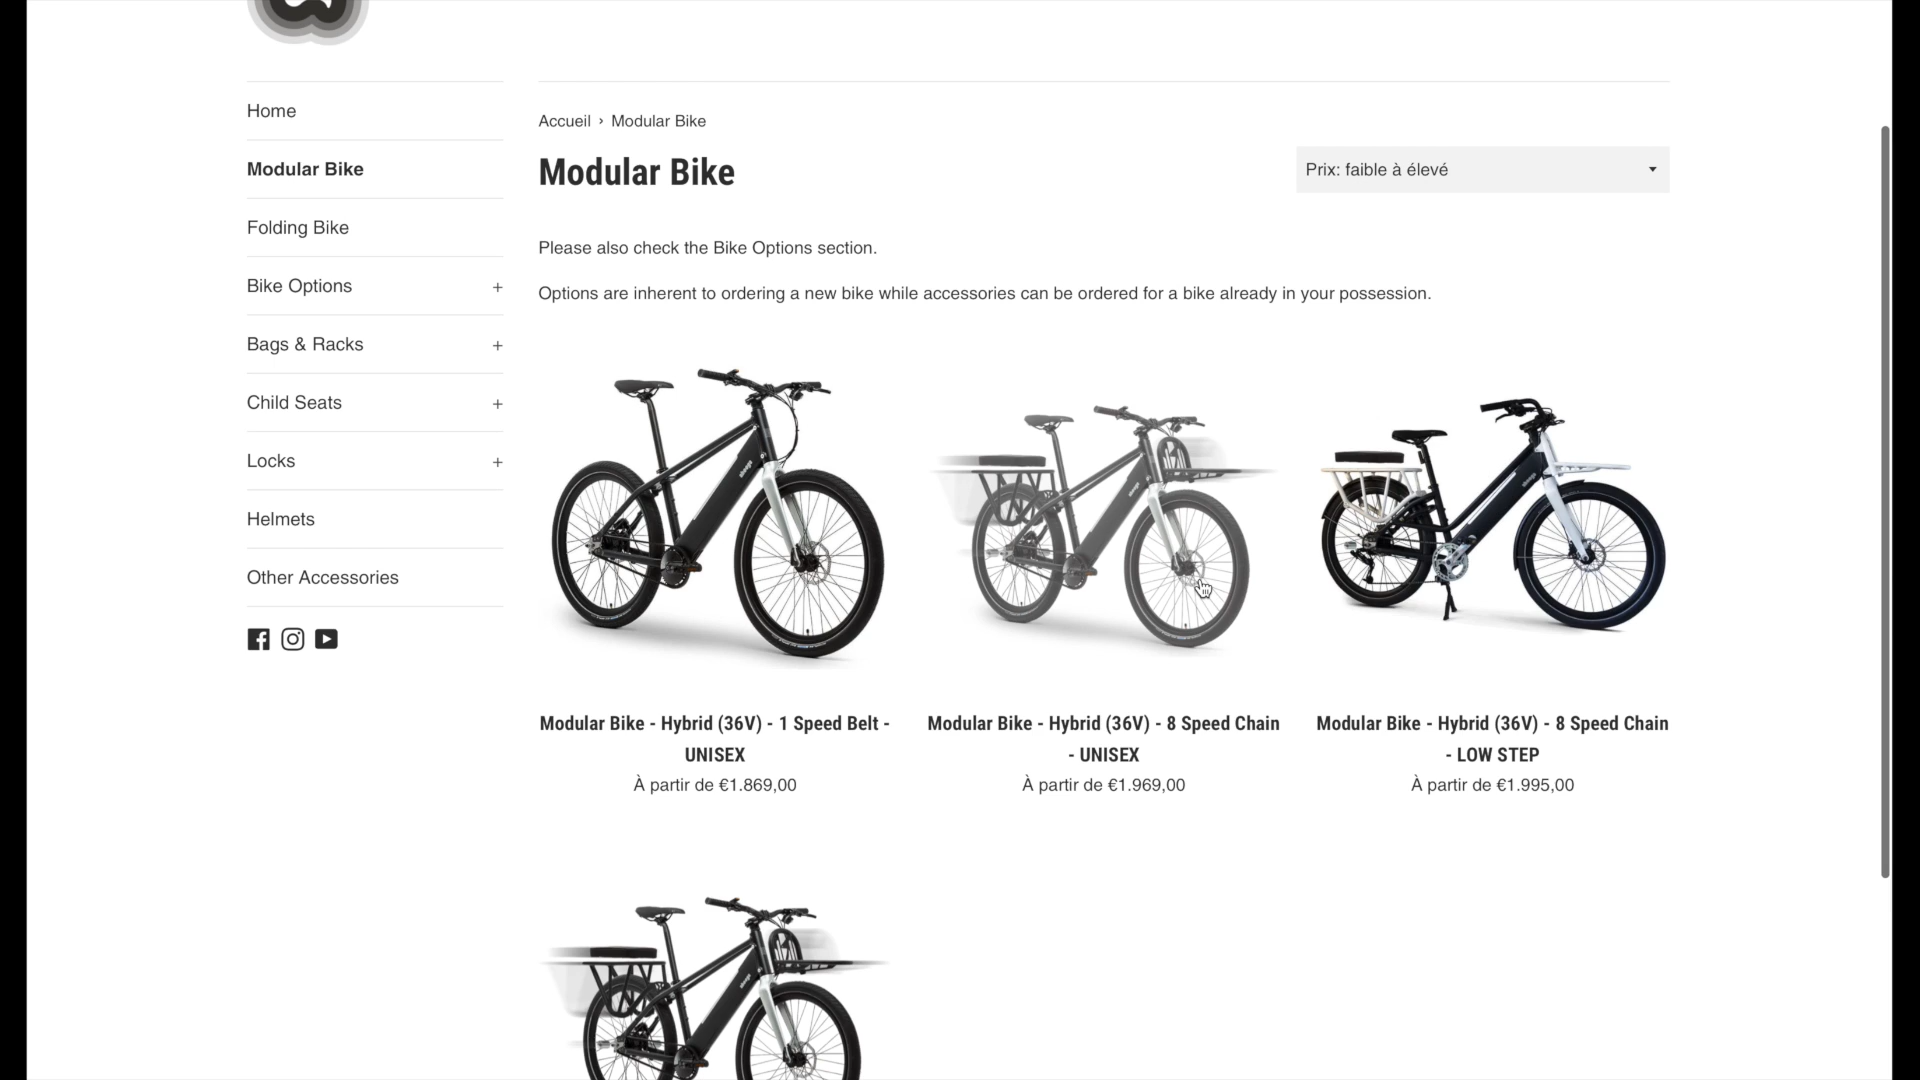 Home
Modular Bike
Folding Bike
Bike Options +
Bags & Racks +
Child Seats +
Locks +
Helmets
Other Accessories
Accueil › Modular Bike
Modular Bike
Prix: faible à élevé
Please also check the Bike Options section.
Options are inherent to ordering a new bike while accessories can be ordered for a bike already in your possession.
Modular Bike - Hybrid (36V) - 1 Speed Belt -
UNISEX
À partir de €1.869,00
Modular Bike - Hybrid (36V) - 8 Speed Chain
- UNISEX
À partir de €1.969,00
Modular Bike - Hybrid (36V) - 8 Speed Chain
- LOW STEP
À partir de €1.995,00